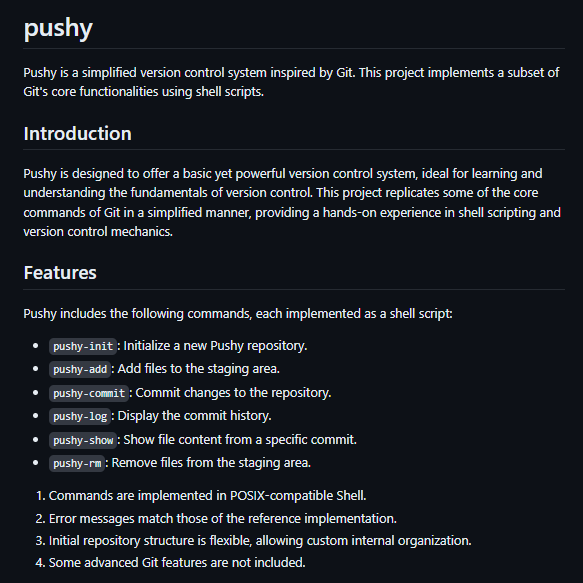 pushy
Pushy is a simplified version control system inspired by Git. This project implements a subset of
Git's core functionalities using shell scripts.
Introduction
Pushy is designed to offer a basic yet powerful version control system, ideal for learning and
understanding the fundamentals of version control. This project replicates some of the core
commands of Git in a simplified manner, providing a hands-on experience in shell scripting and
version control mechanics.
Features
Pushy includes the following commands, each implemented as a shell script:
• pushy-init: Initialize a new Pushy repository.
• pushy-add: Add files to the staging area.
• pushy-commit: Commit changes to the repository.
• pushy-log: Display the commit history.
• pushy-show: Show file content from a specific commit.
• pushy-rm: Remove files from the staging area.
1. Commands are implemented in POSIX-compatible Shell.
2. Error messages match those of the reference implementation.
3. Initial repository structure is flexible, allowing custom internal organization.
4. Some advanced Git features are not included.